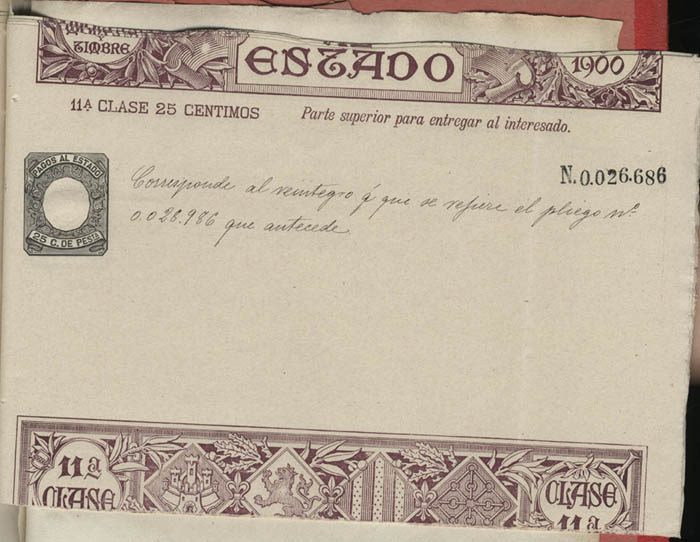 TIMBRE ESTADO 1900
11ª CLASE 25 CENTIMOS Parte superior para entregar al interesado.
N.0.026.686
PAGOS AL ESTADO
25 C. DE PESTA
Corresponde al reintegro á que se refiere el pliego nº
0.028.986 que antecede
11ª CLASE
CLASE 11ª